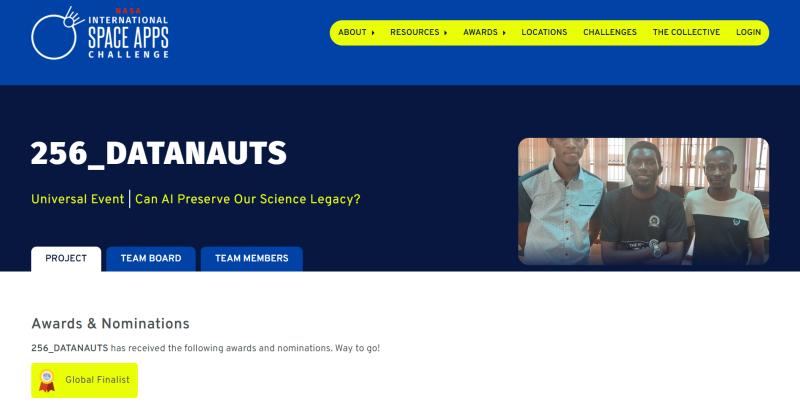 NASA
INTERNATIONAL
SPACE APPS
CHALLENGE
ABOUT RESOURCES AWARDS LOCATIONS CHALLENGES THE COLLECTIVE LOGIN
256_DATANAUTS
Universal Event | Can AI Preserve Our Science Legacy?
PROJECT TEAM BOARD TEAM MEMBERS
Awards & Nominations
256_DATANAUTS has received the following awards and nominations. Way to go!
Global Finalist